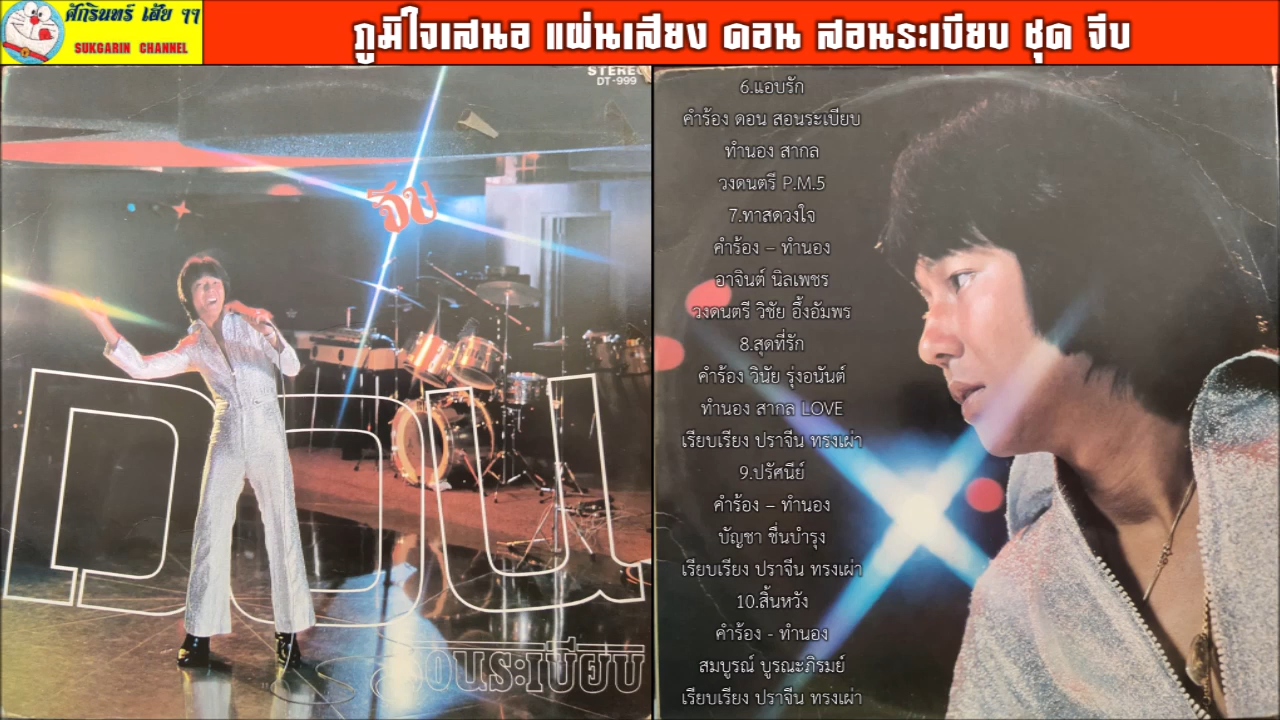 ศักรินทร์ เฮ้ย ๆๆ
SUKGARIN CHANNEL
ภูมิใจเสนอ แผ่นเสียง ดอน สอนระเบียบ ชุด จีบ
STEREO
DT-999
จีบ
ดอน
สอนระเบียบ
6.แอบรัก
คำร้อง ดอน สอนระเบียบ
ทำนอง สากล
วงดนตรี P.M.5
7.ทาสดวงใจ
คำร้อง – ทำนอง
อาจินต์ นิลเพชร
วงดนตรี วิชัย อึ้งอัมพร
8.สุดที่รัก
คำร้อง วินัย รุ่งอนันต์
ทำนอง สากล LOVE
เรียบเรียง ปราจีน ทรงเผ่า
9.ปรัศนีย์
คำร้อง – ทำนอง
บัญชา ชื่นบำรุง
เรียบเรียง ปราจีน ทรงเผ่า
10.สิ้นหวัง
คำร้อง - ทำนอง
สมบูรณ์ บูรณะภิรมย์
เรียบเรียง ปราจีน ทรงเผ่า